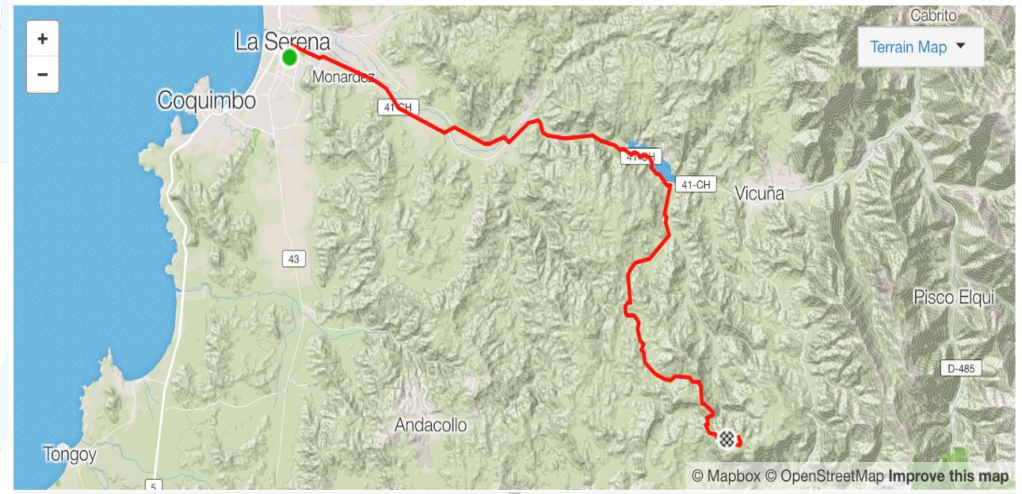 +
−
La Serena
Cabrito
Terrain Map
Monardez
Coquimbo
41-CH
41-CH
41-CH
Vicuña
43
Pisco Elqui
D-485
Andacollo
Tongoy
5
© Mapbox © OpenStreetMap Improve this map